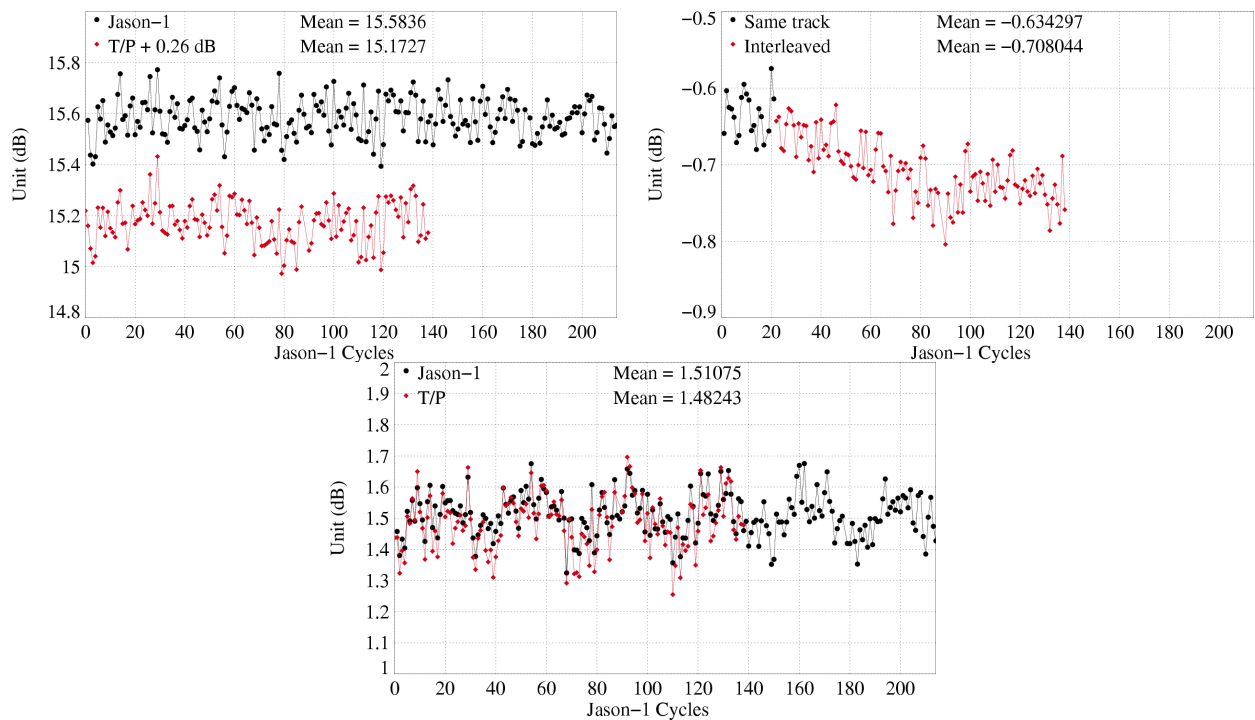 Jason−1 Mean = 15.5836
T/P + 0.26 dB Mean = 15.1727
15.8
15.6
15.4
15.2
15
14.8
Unit (dB)
0 20 40 60 80 100 120 140 160 180 200
Jason−1 Cycles
−0.5
Same track Mean = −0.634297
Interleaved Mean = −0.708044
−0.6
−0.7
−0.8
−0.9
Unit (dB)
0 20 40 60 80 100 120 140 160 180 200
Jason−1 Cycles
2
Jason−1 Mean = 1.51075
T/P Mean = 1.48243
1.9
1.8
1.7
1.6
1.5
1.4
1.3
1.2
1.1
1
Unit (dB)
0 20 40 60 80 100 120 140 160 180 200
Jason−1 Cycles